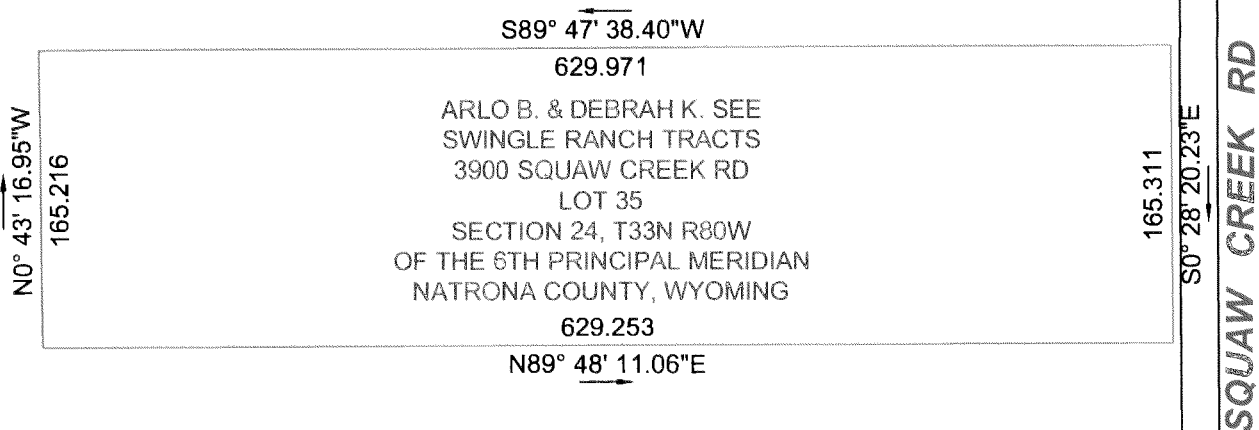 S89° 47' 38.40"W
629.971
N0° 43' 16.95"W
165.216
ARLO B. & DEBRAH K. SEE
SWINGLE RANCH TRACTS
3900 SQUAW CREEK RD
LOT 35
SECTION 24, T33N R80W
OF THE 6TH PRINCIPAL MERIDIAN
NATRONA COUNTY, WYOMING
165.311
S0° 28' 20.23"E
SQUAW CREEK RD
629.253
N89° 48' 11.06"E